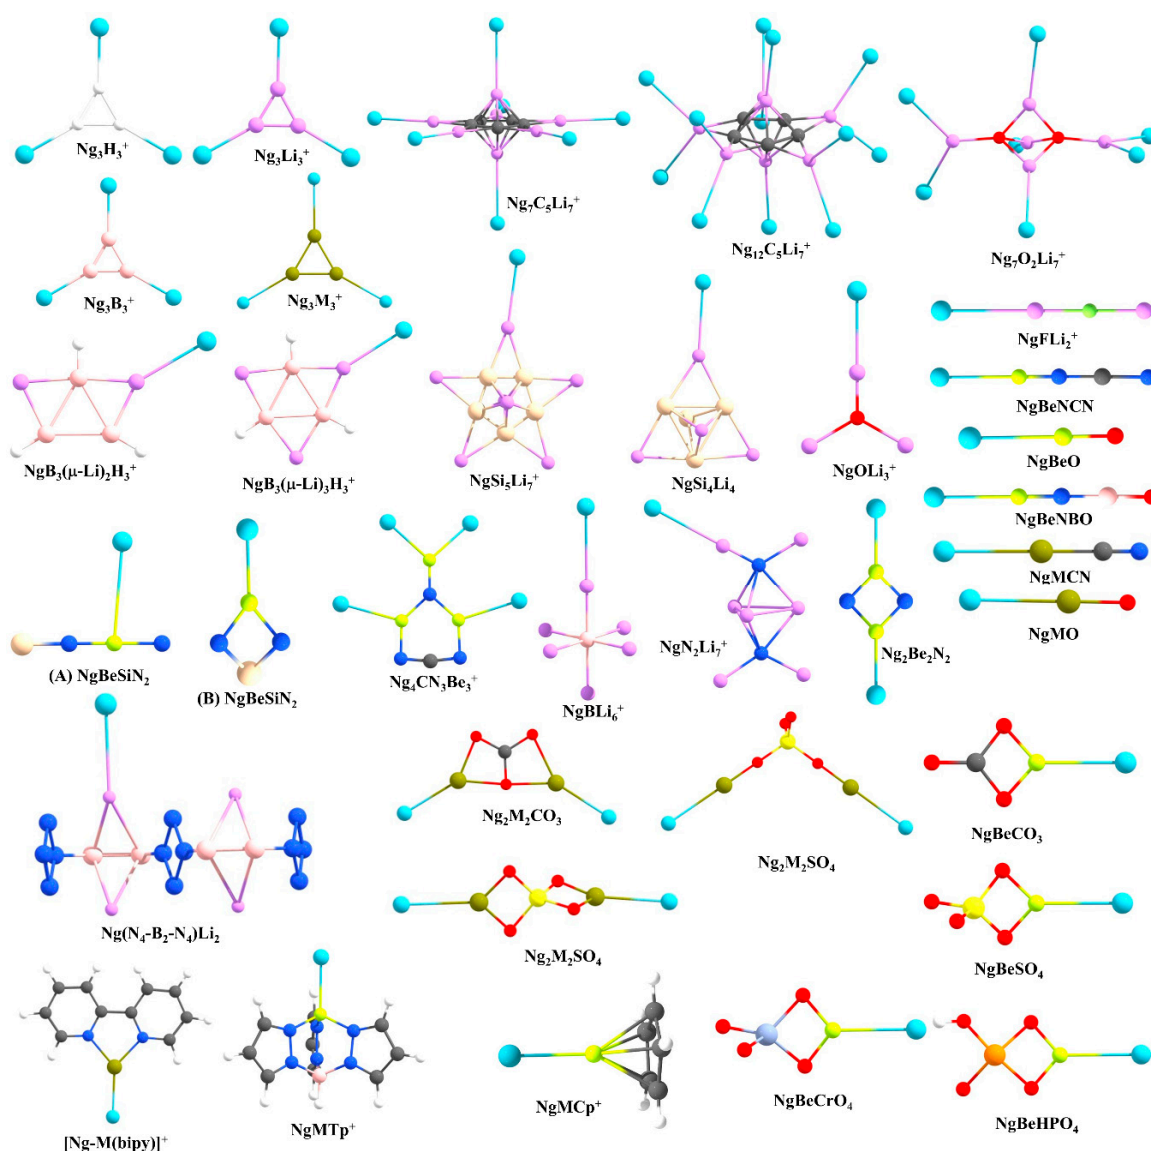 Ng₃H₃⁺
Ng₃Li₃⁺
Ng₇C₅Li₇⁺
Ng₁₂C₅Li₇⁺
Ng₇O₂Li₇⁺
Ng₃B₃⁺
Ng₃M₃⁺
NgFLi₂⁺
NgBeNCN
NgBeO
NgB₃(μ-Li)₂H₃⁺
NgB₃(μ-Li)₃H₃⁺
NgSi₅Li₇⁺
NgSi₄Li₄
NgOLi₃⁺
NgBeNBO
NgMCN
NgMO
(A) NgBeSiN₂
(B) NgBeSiN₂
Ng₄CN₃Be₃⁺
NgBLi₆⁺
NgN₂Li₇⁺
Ng₂Be₂N₂
Ng₂M₂CO₃
Ng₂M₂SO₄
NgBeCO₃
Ng(N₄-B₂-N₄)Li₂
Ng₂M₂SO₄
NgBeSO₄
[Ng-M(bipy)]⁺
NgMTp⁺
NgMCp⁺
NgBeCrO₄
NgBeHPO₄